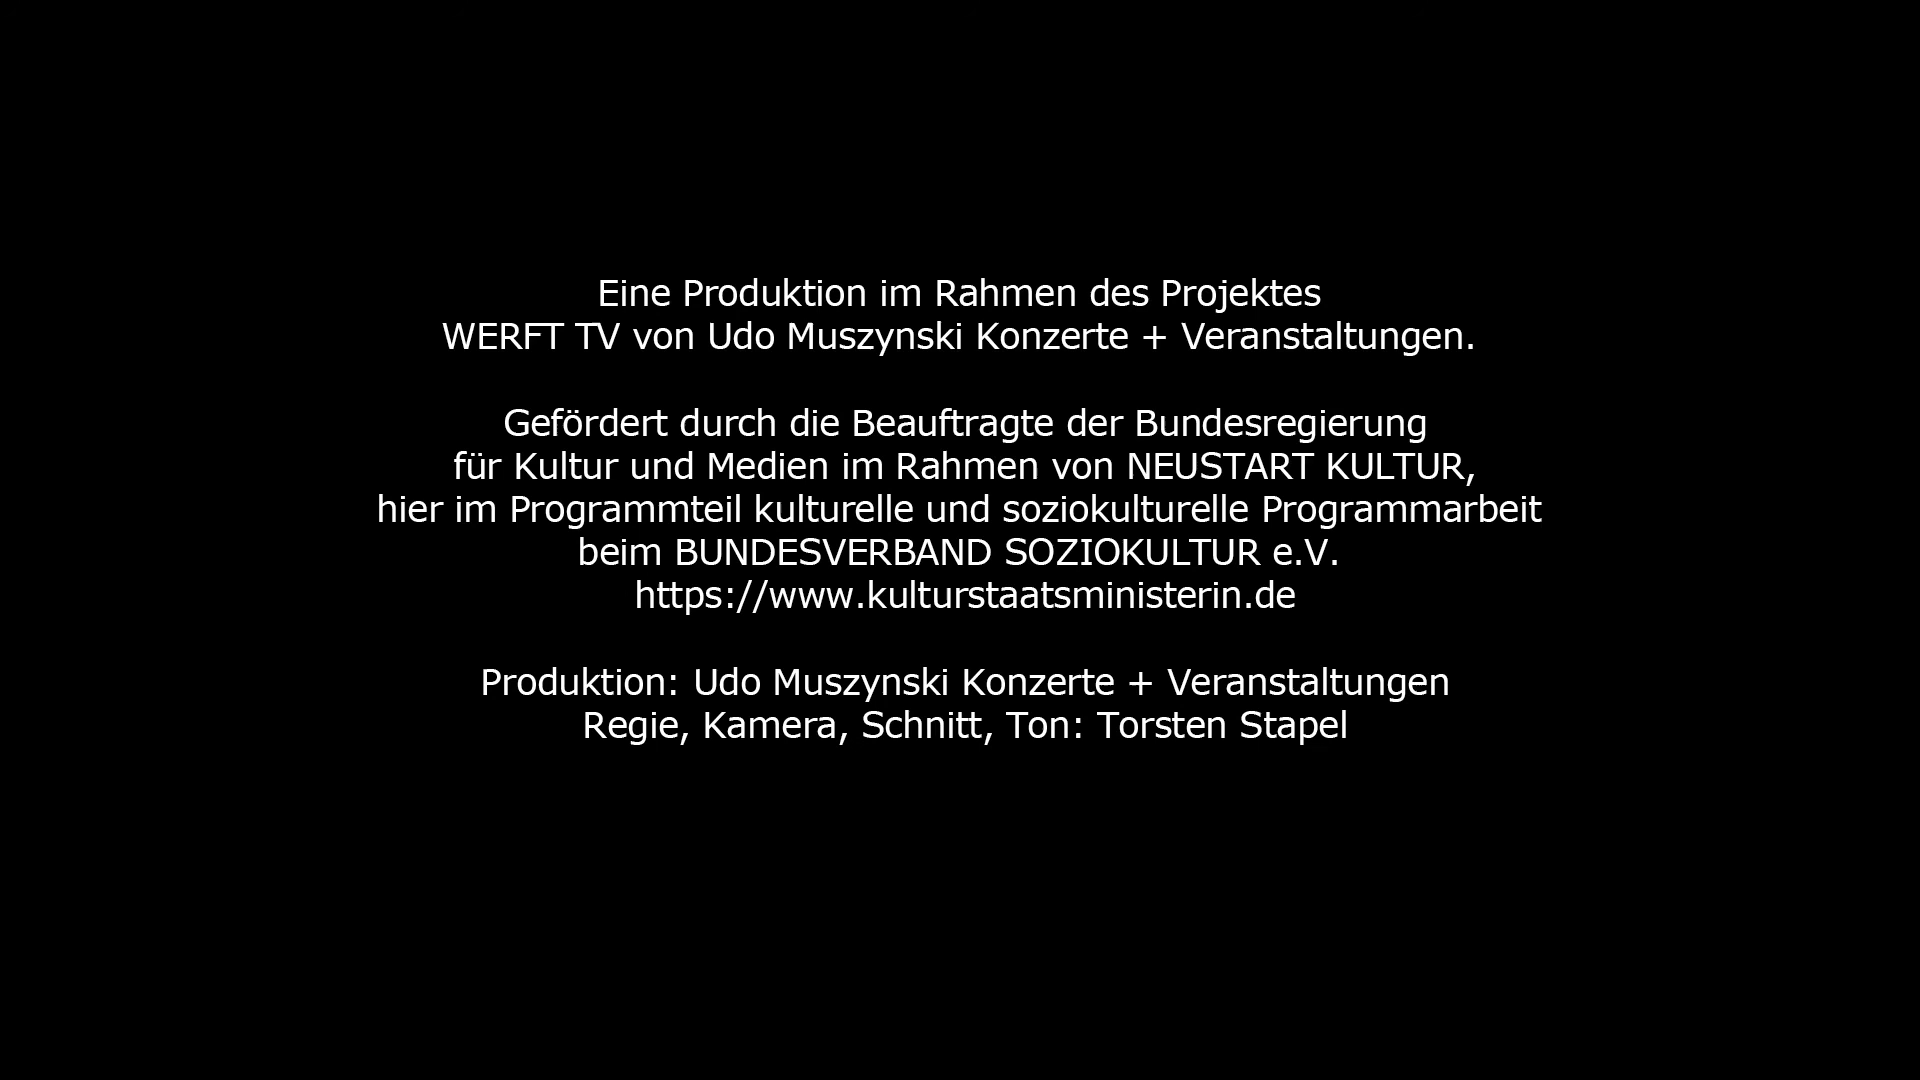 Eine Produktion im Rahmen des Projektes
WERFT TV von Udo Muszynski Konzerte + Veranstaltungen.
Gefördert durch die Beauftragte der Bundesregierung
für Kultur und Medien im Rahmen von NEUSTART KULTUR,
hier im Programmteil kulturelle und soziokulturelle Programmarbeit
beim BUNDESVERBAND SOZIOKULTUR e.V.
https://www.kulturstaatsministerin.de
Produktion: Udo Muszynski Konzerte + Veranstaltungen
Regie, Kamera, Schnitt, Ton: Torsten Stapel